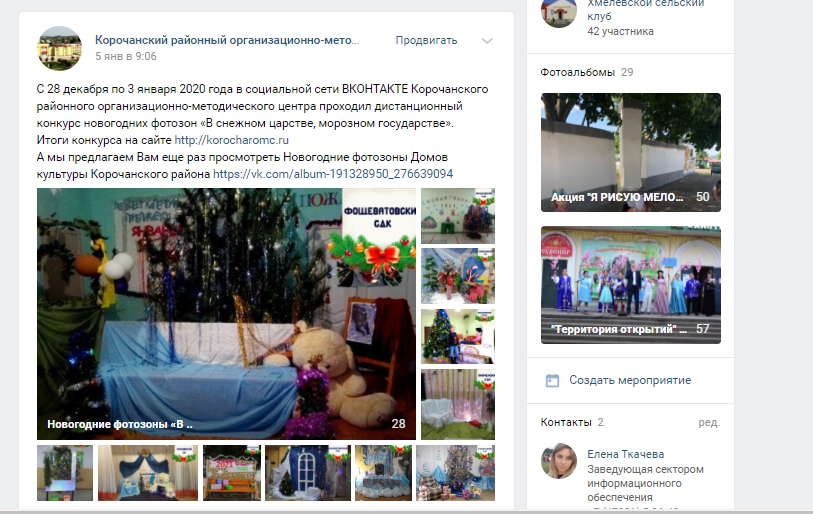 Корочанский районный организационно-мето...
Продвигать
5 янв в 9:06
С 28 декабря по 3 января 2020 года в социальной сети ВКОНТАКТЕ Корочанского
районного организационно-методического центра проходил дистанционный
конкурс новогодних фотозон «В снежном царстве, морозном государстве».
Итоги конкурса на сайте http://korocharomc.ru
А мы предлагаем Вам еще раз просмотреть Новогодние фотозоны Домов
культуры Корочанского района https://vk.com/album-191328950_276639094
ПОЖ
ФОЩЕВАТОВСКИ
СДК
Новогодние фотозоны «В ..
28
2021
Хмелевской сельский
клуб
42 участника
Фотоальбомы 29
Акция "Я РИСУЮ МЕЛО...
50
"Территория открытий" ...
57
Создать мероприятие
Контакты 2
ред.
Елена Ткачева
Заведующая сектором
информационного
обеспечения